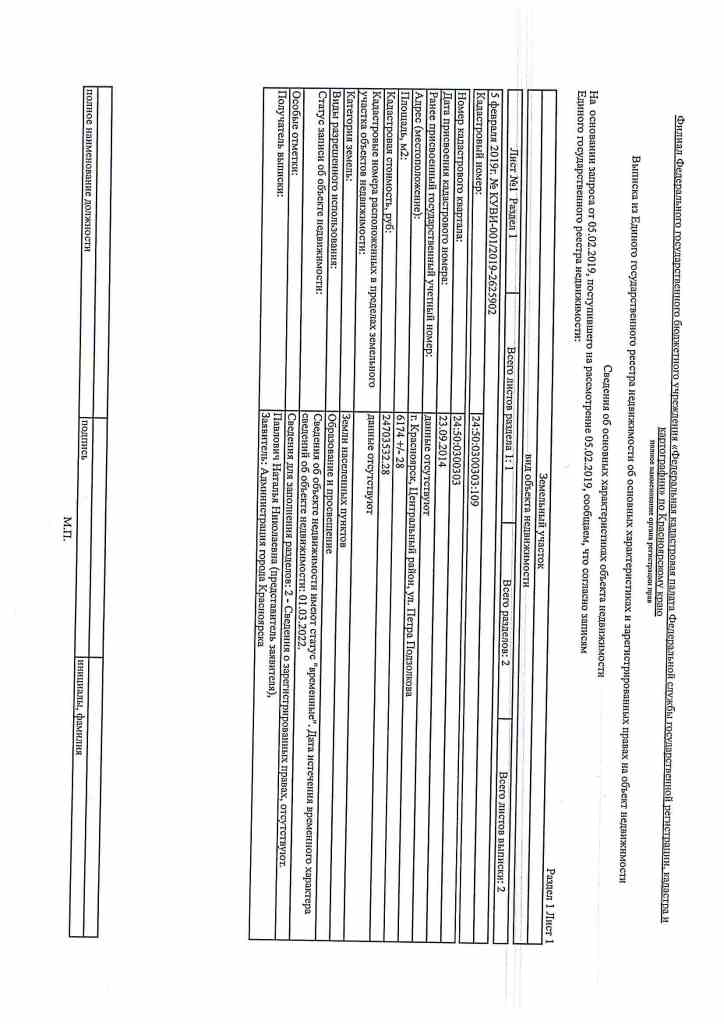 Филиал Федерального государственного бюджетного учреждения «Федеральная кадастровая палата Федеральной службы государственной регистрации, кадастра и
картографии» по Красноярскому краю
полное наименование органа регистрации прав
Выписка из Единого государственного реестра недвижимости об основных характеристиках и зарегистрированных правах на объект недвижимости
Сведения об основных характеристиках объекта недвижимости
На основании запроса от 05.02.2019, поступившего на рассмотрение 05.02.2019, сообщаем, что согласно записям
Единого государственного реестра недвижимости:
Раздел 1 Лист 1
Земельный участок
вид объекта недвижимости
Лист №1 Раздел 1 Всего листов раздела 1: 1 Всего разделов: 2 Всего листов выписки: 2
5 февраля 2019г. № КУВИ-001/2019-2625902
Кадастровый номер: 24:50:0300303:109
Номер кадастрового квартала: 24:50:0300303
Дата присвоения кадастрового номера: 23.09.2014
Ранее присвоенный государственный учетный номер: данные отсутствуют
Адрес (местоположение): г. Красноярск, Центральный район, ул. Петра Подзолкова
Площадь, м2: 6174 +/- 28
Кадастровая стоимость, руб: 24703532.28
Кадастровые номера расположенных в пределах земельного
участка объектов недвижимости: данные отсутствуют
Категория земель: Земли населенных пунктов
Виды разрешенного использования: Образование и просвещение
Статус записи об объекте недвижимости: Сведения об объекте недвижимости имеют статус "временные". Дата истечения временного характера
сведений об объекте недвижимости: 01.03.2022.
Особые отметки: Сведения для заполнения разделов: 2 - Сведения о зарегистрированных правах, отсутствуют.
Получатель выписки: Павлович Наталья Николаевна (представитель заявителя),
Заявитель: Администрация города Красноярска
полное наименование должности подпись инициалы, фамилия
М.П.